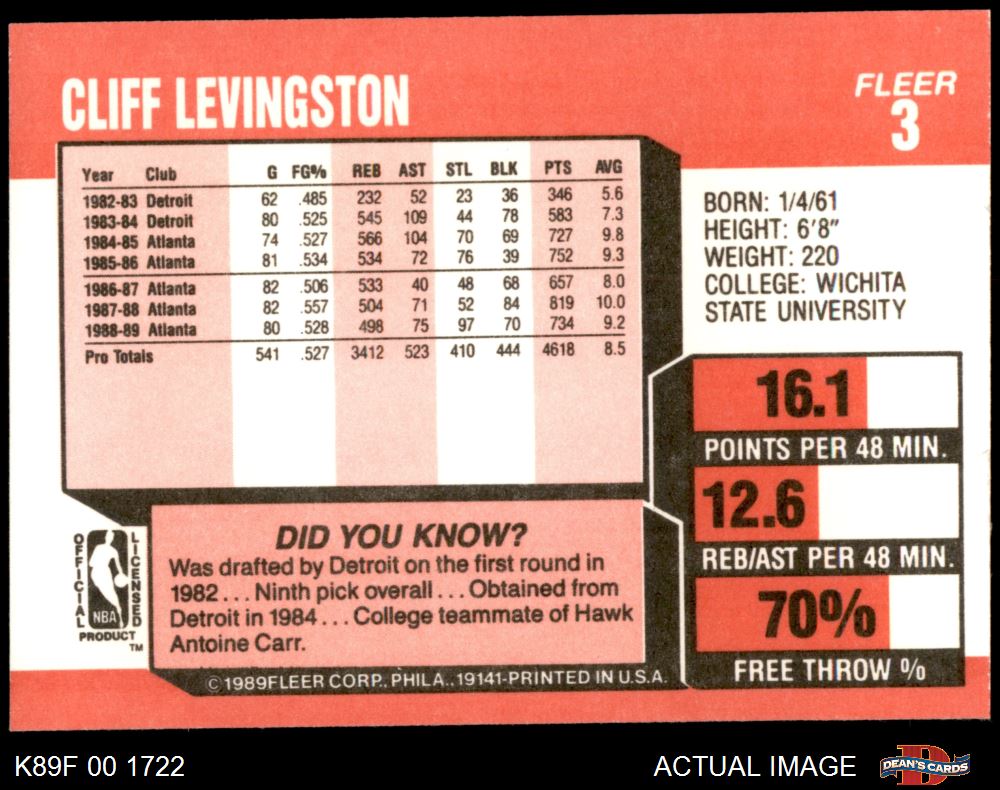 CLIFF LEVINGSTON
FLEER
3
Year Club G FG% REB AST STL BLK PTS AVG
1982-83 Detroit 62 .485 232 52 23 36 346 5.6
1983-84 Detroit 80 .525 545 109 44 78 583 7.3
1984-85 Atlanta 74 .527 566 104 70 69 727 9.8
1985-86 Atlanta 81 .534 534 72 76 39 752 9.3
1986-87 Atlanta 82 .506 533 40 48 68 657 8.0
1987-88 Atlanta 82 .557 504 71 52 84 819 10.0
1988-89 Atlanta 80 .528 498 75 97 70 734 9.2
Pro Totals 541 .527 3412 523 410 444 4618 8.5
BORN: 1/4/61
HEIGHT: 6'8"
WEIGHT: 220
COLLEGE: WICHITA
STATE UNIVERSITY
16.1
POINTS PER 48 MIN.
12.6
REB/AST PER 48 MIN.
70%
FREE THROW %
OFFICIAL
LICENSED
NBA
PRODUCT
TM
DID YOU KNOW?
Was drafted by Detroit on the first round in
1982 . . . Ninth pick overall . . . Obtained from
Detroit in 1984 . . . College teammate of Hawk
Antoine Carr.
©1989FLEER CORP., PHILA., 19141-PRINTED IN U.S.A.
K89F 00 1722
ACTUAL IMAGE
D
DEAN'S CARDS